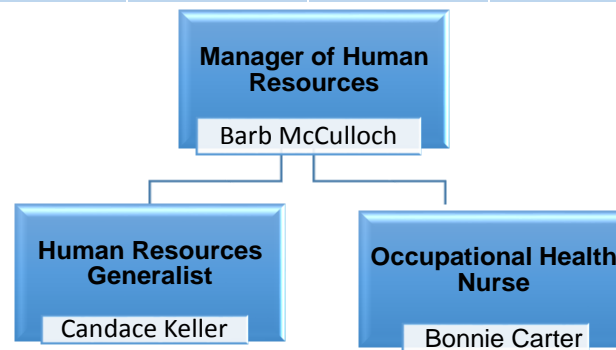 Manager of Human
Resources
Barb McCulloch
Human Resources
Generalist
Candace Keller
Occupational Health
Nurse
Bonnie Carter